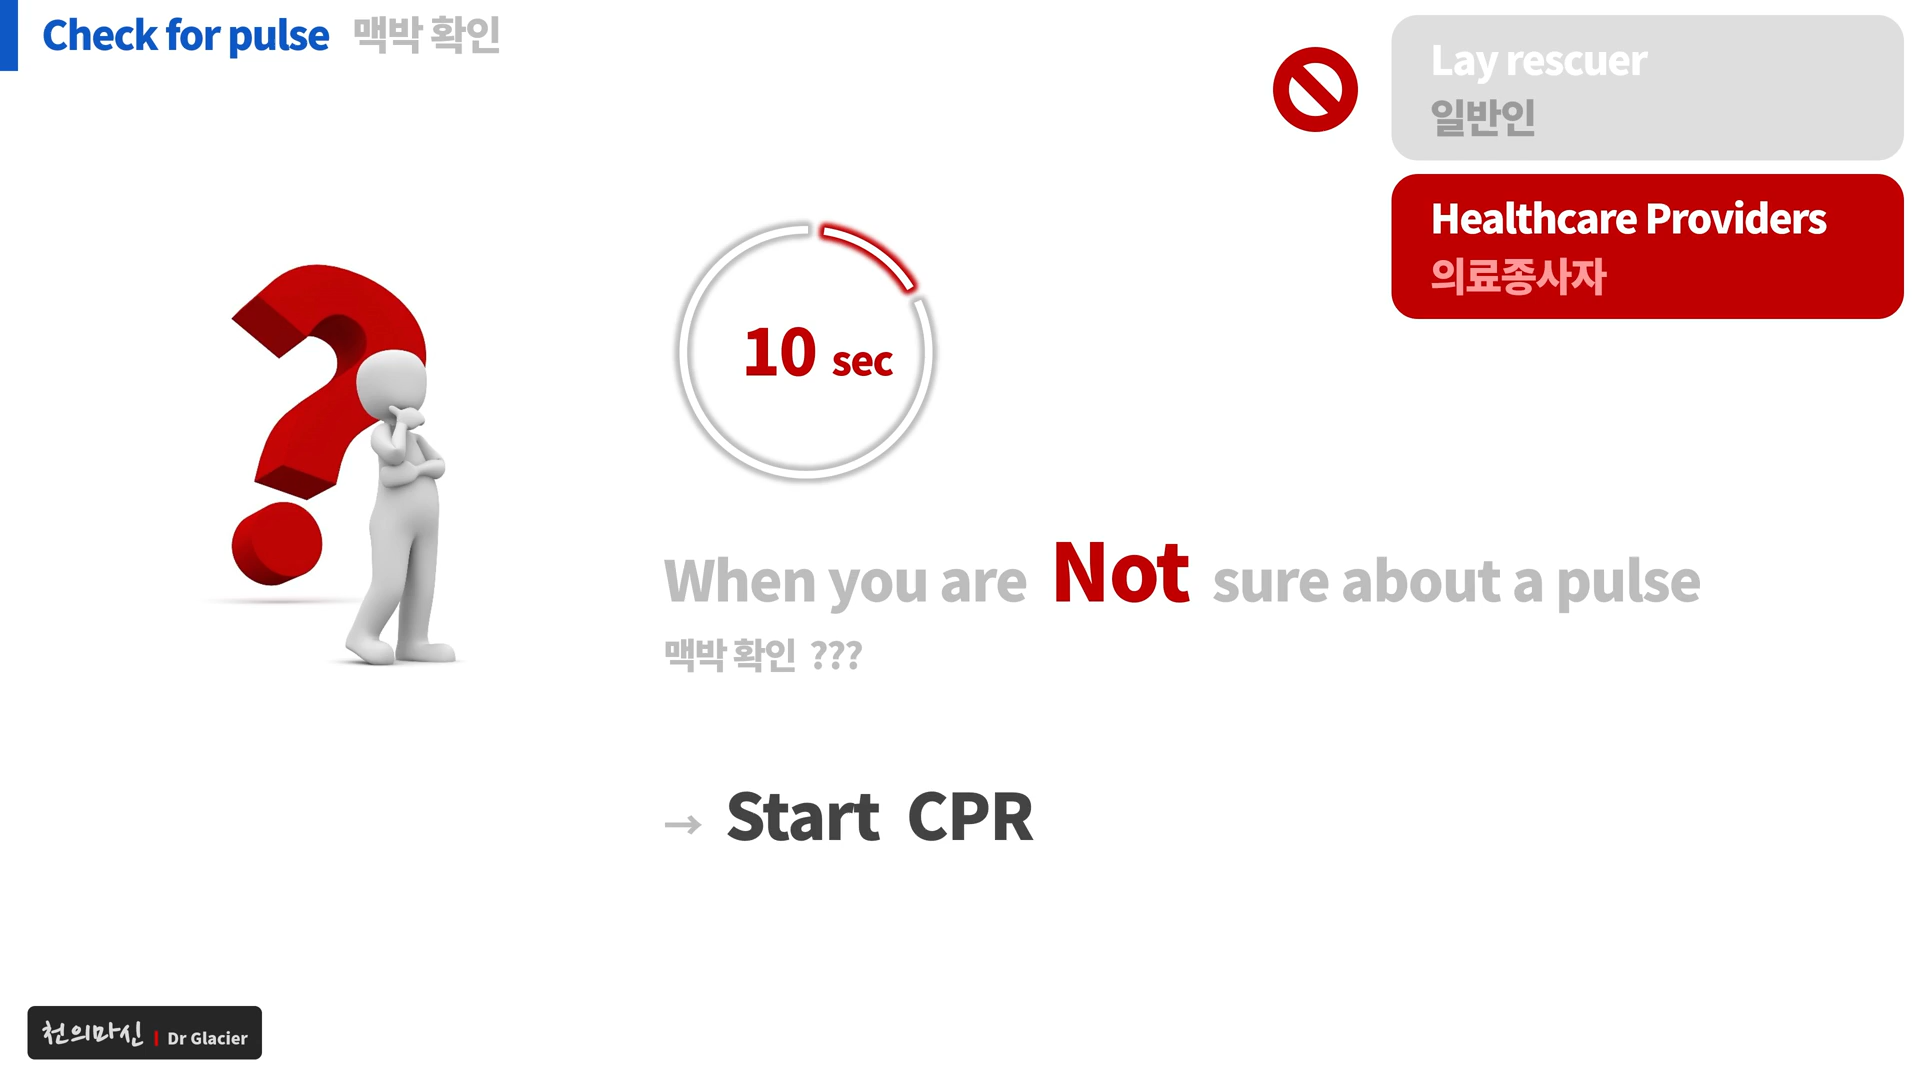 Check for pulse 맥박 확인
Lay rescuer
일반인
Healthcare Providers
의료종사자
10 sec
When you are Not sure about a pulse
맥박 확인 ???
→ Start CPR
천의마신 | Dr Glacier